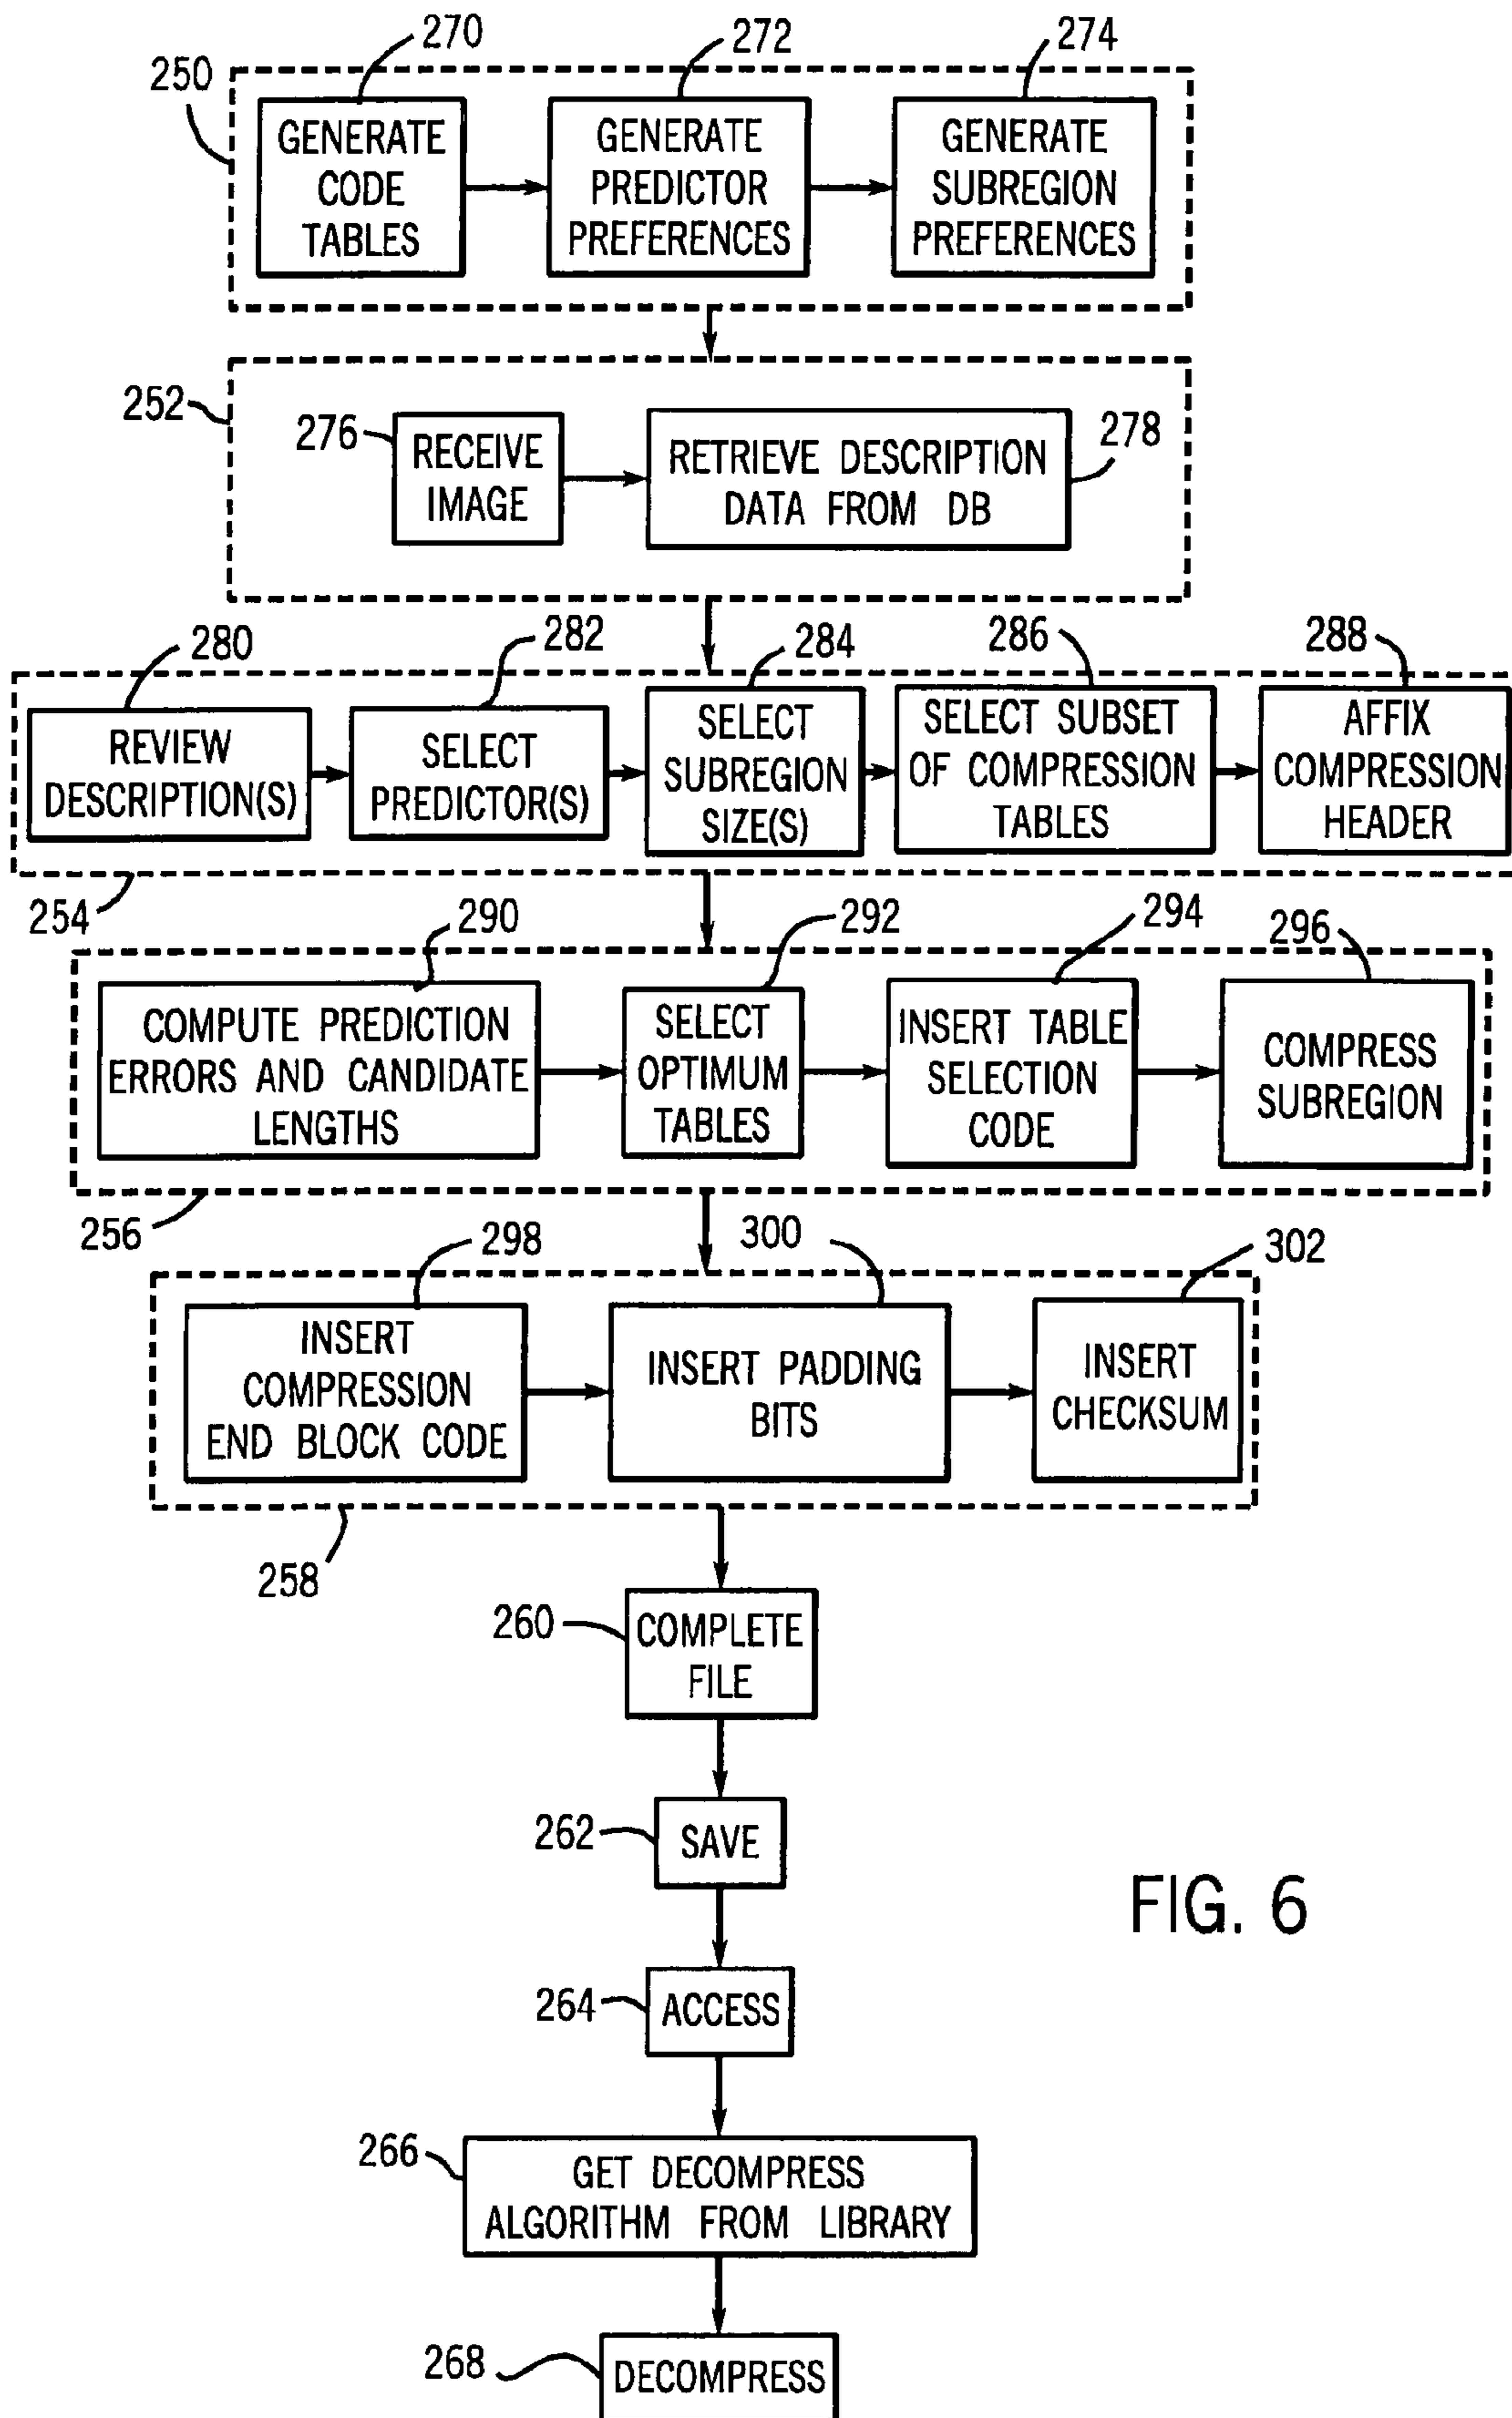 270
272
274
250
GENERATE
CODE
TABLES
GENERATE
PREDICTOR
PREFERENCES
GENERATE
SUBREGION
PREFERENCES
252
276
RECEIVE
IMAGE
RETRIEVE DESCRIPTION
DATA FROM DB
278
280
282
284
286
288
REVIEW
DESCRIPTION(S)
SELECT
PREDICTOR(S)
SELECT
SUBREGION
SIZE(S)
SELECT SUBSET
OF COMPRESSION
TABLES
AFFIX
COMPRESSION
HEADER
254
290
292
294
296
COMPUTE PREDICTION
ERRORS AND CANDIDATE
LENGTHS
SELECT
OPTIMUM
TABLES
INSERT TABLE
SELECTION
CODE
COMPRESS
SUBREGION
256
298
300
302
INSERT
COMPRESSION
END BLOCK CODE
INSERT PADDING
BITS
INSERT
CHECKSUM
258
260
COMPLETE
FILE
262
SAVE
FIG. 6
264
ACCESS
266
GET DECOMPRESS
ALGORITHM FROM LIBRARY
268
DECOMPRESS